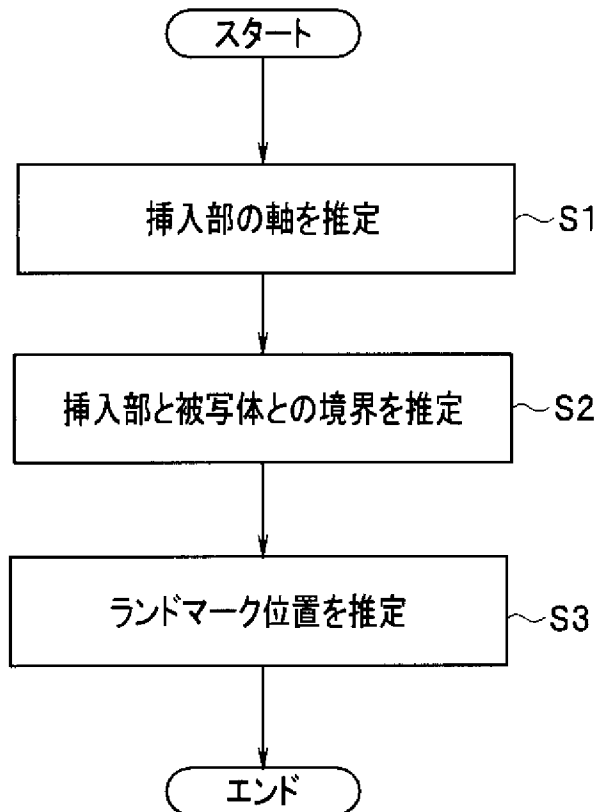 スタート
挿入部の軸を推定
S1
挿入部と被写体との境界を推定
S2
ランドマーク位置を推定
S3
エンド